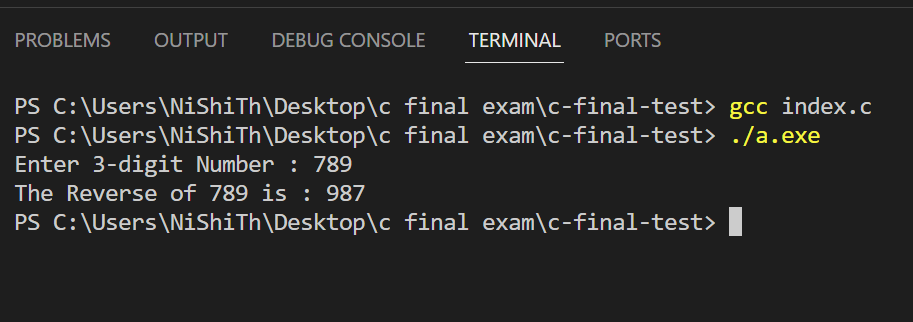 PROBLEMS OUTPUT DEBUG CONSOLE TERMINAL PORTS
PS C:\Users\NiShiTh\Desktop\c final exam\c-final-test> gcc index.c
PS C:\Users\NiShiTh\Desktop\c final exam\c-final-test> ./a.exe
Enter 3-digit Number : 789
The Reverse of 789 is : 987
PS C:\Users\NiShiTh\Desktop\c final exam\c-final-test>